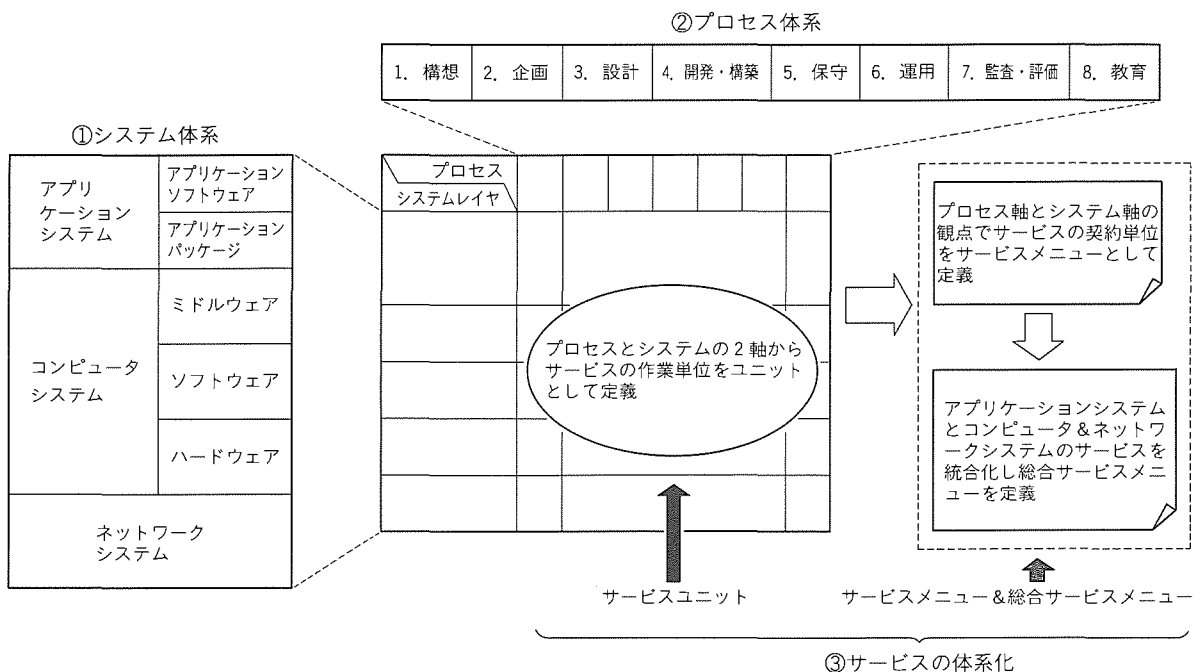 ②プロセス体系
1. 構想 2. 企画 3. 設計 4. 開発・構築 5. 保守 6. 運用 7. 監査・評価 8. 教育
①システム体系
アプリ
ケーション
システム
アプリケーション
ソフトウェア
アプリケーション
パッケージ
コンピュータ
システム
ミドルウェア
ソフトウェア
ハードウェア
ネットワーク
システム
プロセス
システムレイヤ
プロセスとシステムの2軸から
サービスの作業単位をユニット
として定義
プロセス軸とシステム軸の
観点でサービスの契約単位
をサービスメニューとして
定義
アプリケーションシステム
とコンピュータ&ネットワ
ークシステムのサービスを
統合化し総合サービスメニ
ューを定義
サービスユニット
サービスメニュー&総合サービスメニュー
③サービスの体系化